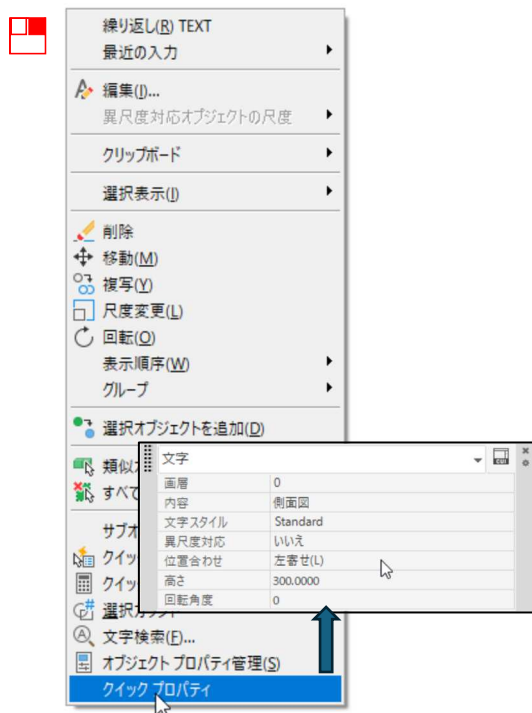 繰り返し(R) TEXT
最近の入力
編集(I)...
異尺度対応オブジェクトの尺度
クリップボード
選択表示(I)
削除
移動(M)
複写(Y)
尺度変更(L)
回転(O)
表示順序(W)
グループ
選択オブジェクトを追加(D)
類似
すべて
サブオ
クイッ
クイッ
選択カウント
文字検索(F)...
オブジェクト プロパティ管理(S)
クイック プロパティ
文字
画層 0
内容 側面図
文字スタイル Standard
異尺度対応 いいえ
位置合わせ 左寄せ(L)
高さ 300.0000
回転角度 0